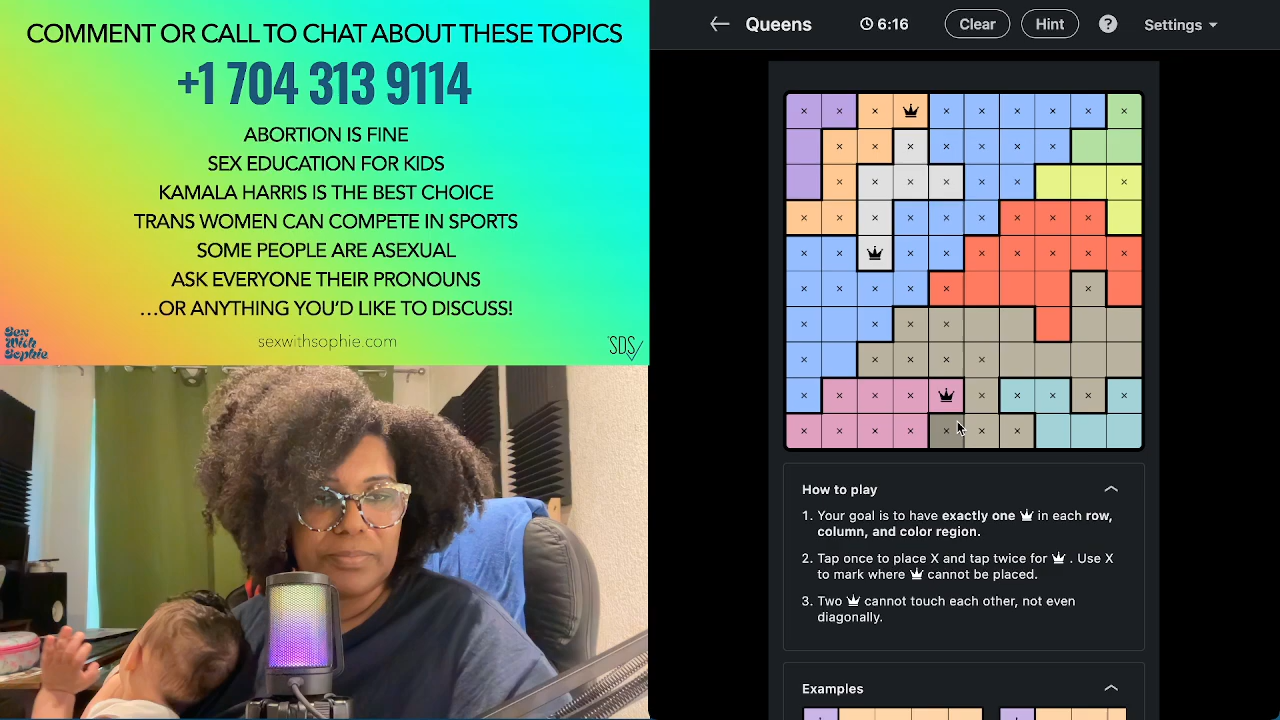 COMMENT OR CALL TO CHAT ABOUT THESE TOPICS
+1 704 313 9114
ABORTION IS FINE
SEX EDUCATION FOR KIDS
KAMALA HARRIS IS THE BEST CHOICE
TRANS WOMEN CAN COMPETE IN SPORTS
SOME PEOPLE ARE ASEXUAL
ASK EVERYONE THEIR PRONOUNS
...OR ANYTHING YOU'D LIKE TO DISCUSS!
Sex
With
Sophie
sexwithsophie.com
SDS
Queens
6:16
Clear
Hint
?
Settings
How to play
1. Your goal is to have exactly one in each row,
column, and color region.
2. Tap once to place X and tap twice for . Use X
to mark where cannot be placed.
3. Two cannot touch each other, not even
diagonally.
Examples